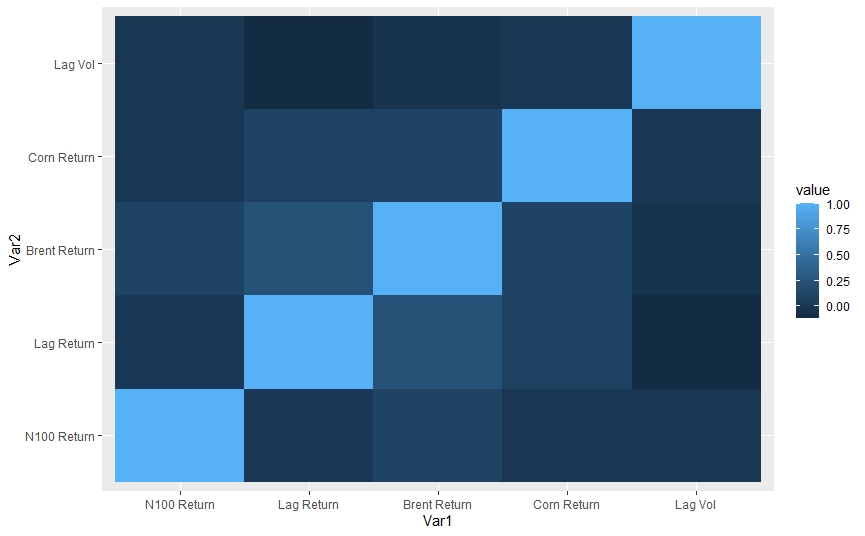 Lag Vol
Corn Return
Brent Return
Lag Return
N100 Return
Var2
N100 Return
Lag Return
Brent Return
Corn Return
Lag Vol
Var1
value
1.00
0.75
0.50
0.25
0.00